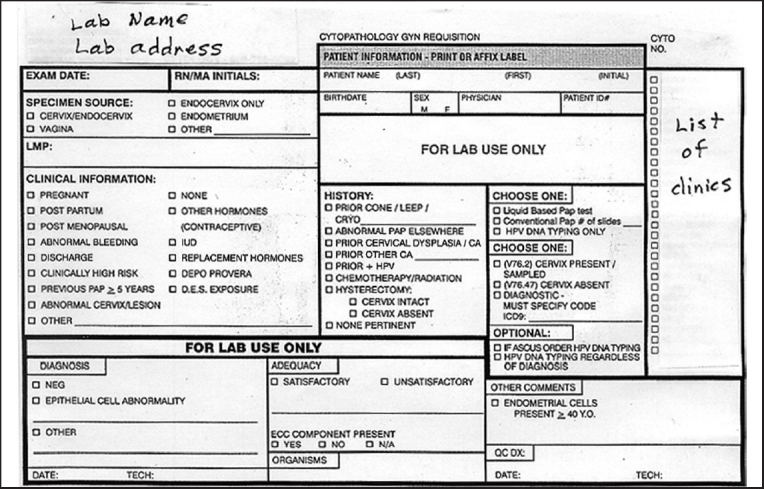 Lab Name
Lab address
CYTOPATHOLOGY GYN REQUISITION
CYTO
NO.
PATIENT INFORMATION - PRINT OR AFFIX LABEL
PATIENT NAME (LAST) (FIRST) (INITIAL)
BIRTHDATE SEX M F PHYSICIAN PATIENT ID#
EXAM DATE: RN/MA INITIALS:
SPECIMEN SOURCE:
☐ CERVIX/ENDOCERVIX
☐ VAGINA
☐ ENDOCERVIX ONLY
☐ ENDOMETRIUM
☐ OTHER
LMP:
FOR LAB USE ONLY
List
of
clinics
CLINICAL INFORMATION:
☐ PREGNANT
☐ POST PARTUM
☐ POST MENOPAUSAL
☐ ABNORMAL BLEEDING
☐ DISCHARGE
☐ CLINICALLY HIGH RISK
☐ PREVIOUS PAP ≥ 5 YEARS
☐ ABNORMAL CERVIX/LESION
☐ OTHER
☐ NONE
☐ OTHER HORMONES
(CONTRACEPTIVE)
☐ IUD
☐ REPLACEMENT HORMONES
☐ DEPO PROVERA
☐ D.E.S. EXPOSURE
HISTORY:
☐ PRIOR CONE / LEEP /
CRYO
☐ ABNORMAL PAP ELSEWHERE
☐ PRIOR CERVICAL DYSPLASIA / CA
☐ PRIOR OTHER CA
☐ PRIOR + HPV
☐ CHEMOTHERAPY/RADIATION
☐ HYSTERECTOMY:
☐ CERVIX INTACT
☐ CERVIX ABSENT
☐ NONE PERTINENT
CHOOSE ONE:
☐ Liquid Based Pap test
☐ Conventional Pap # of slides
☐ HPV DNA TYPING ONLY
CHOOSE ONE:
☐ (V76.2) CERVIX PRESENT /
SAMPLED
☐ (V76.47) CERVIX ABSENT
☐ DIAGNOSTIC -
MUST SPECIFY CODE
ICD9:
OPTIONAL:
☐ IF ASCUS ORDER HPV DNA TYPING
☐ HPV DNA TYPING REGARDLESS
OF DIAGNOSIS
FOR LAB USE ONLY
DIAGNOSIS
☐ NEG
☐ EPITHELIAL CELL ABNORMALITY
☐ OTHER
DATE: TECH:
ADEQUACY
☐ SATISFACTORY ☐ UNSATISFACTORY
ECC COMPONENT PRESENT
☐ YES ☐ NO ☐ N/A
ORGANISMS
OTHER COMMENTS
☐ ENDOMETRIAL CELLS
PRESENT ≥ 40 Y.O.
QC DX:
DATE: TECH: